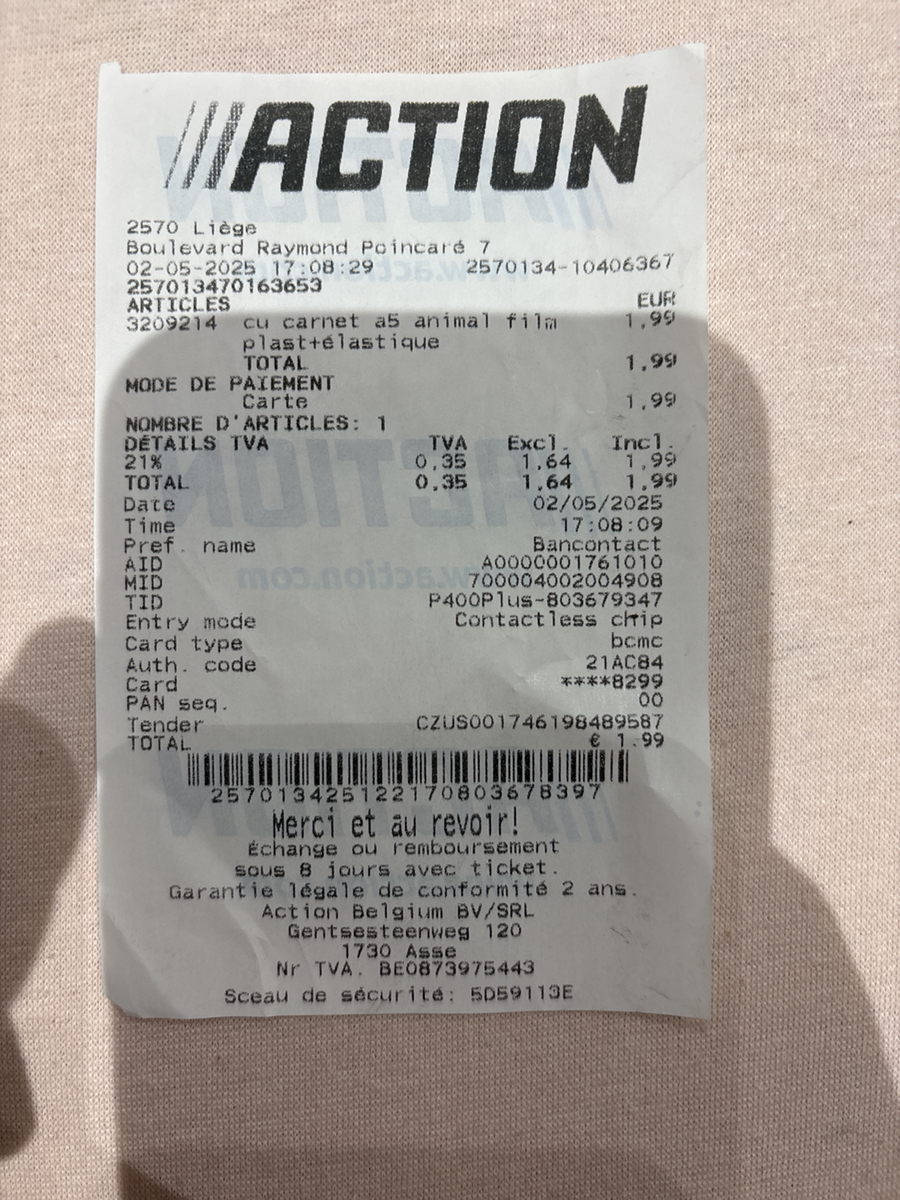 ///ACTION
2570 Liège
Boulevard Raymond Poincaré 7
02-05-2025 17:08:29 2570134-10406367
257013470163653
ARTICLES EUR
3209214 cu carnet a5 animal film 1,99
plast+élastique
TOTAL 1,99
MODE DE PAIEMENT
Carte 1,99
NOMBRE D'ARTICLES: 1
DÉTAILS TVA TVA Excl. Incl.
21% 0,35 1,64 1,99
TOTAL 0,35 1,64 1,99
Date 02/05/2025
Time 17:08:09
Pref. name Bancontact
AID A0000001761010
MID 700004002004908
TID P400Plus-803679347
Entry mode Contactless chip
Card type bcmc
Auth. code 21AC84
Card ****8299
PAN seq. 00
Tender CZUS001746198489587
TOTAL € 1.99
2570134251221708036783​97
Merci et au revoir!
Échange ou remboursement
sous 8 jours avec ticket.
Garantie légale de conformité 2 ans.
Action Belgium BV/SRL
Gentsesteenweg 120
1730 Asse
Nr TVA. BE0873975443
Sceau de sécurité: 5D59113E